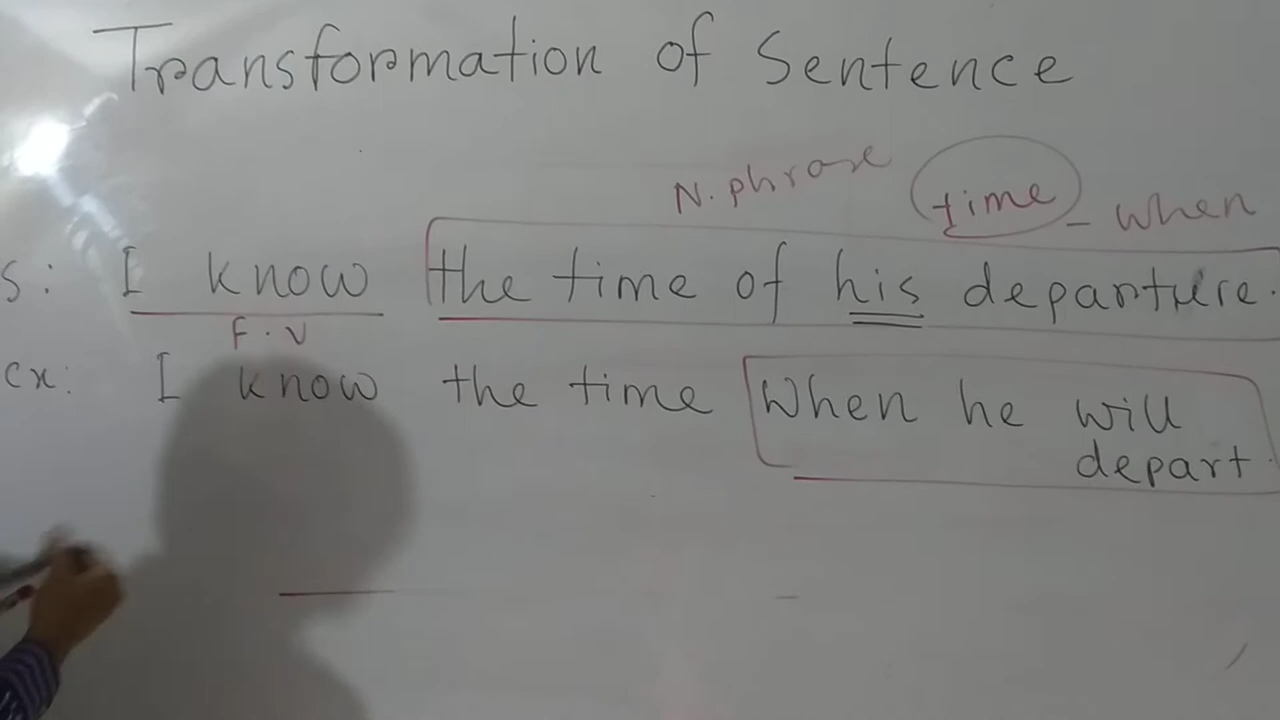 Transformation of Sentence
N. phrase time - when
S: I know the time of his departure.
F.V
cx: I know the time When he will
depart.